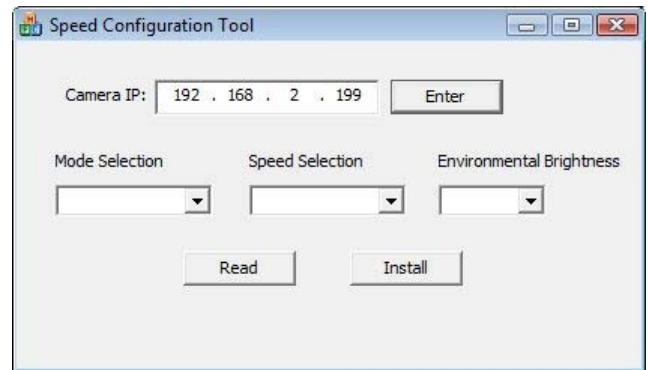 Speed Configuration Tool
Camera IP: 192 . 168 . 2 . 199 Enter
Mode Selection Speed Selection Environmental Brightness
Read Install